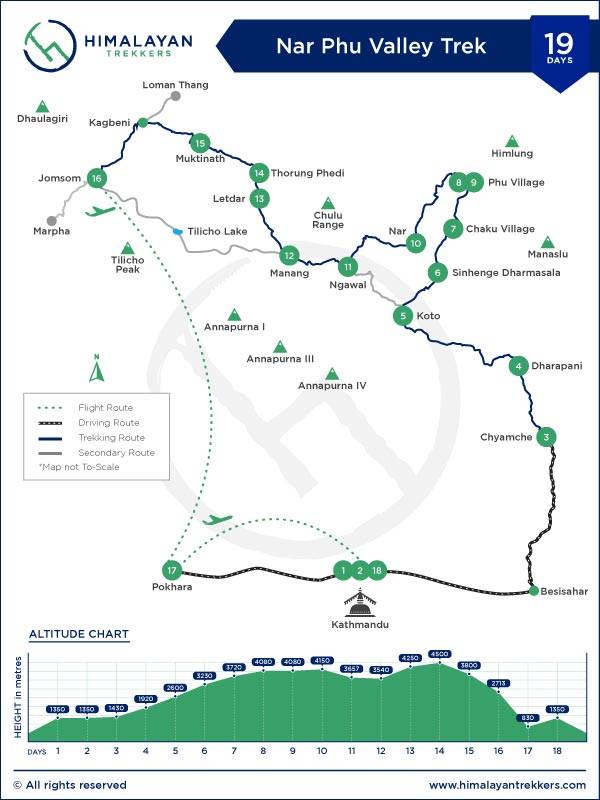 HIMALAYAN
TREKKERS
Nar Phu Valley Trek
19
DAYS
Loman Thang
Dhaulagiri
Kagbeni
Himlung
15
Muktinath
Jomsom
16
14
Thorung Phedi
8
9
Phu Village
13
Letdar
Chulu
Range
Marpha
Tilicho Lake
Nar
7
Chaku Village
10
Manaslu
Tilicho
Peak
12
Manang
11
Ngawal
6
Sinhenge Dharmasala
Annapurna I
5
Koto
Annapurna III
N
Annapurna IV
4
Dharapani
Flight Route
Driving Route
Trekking Route
Secondary Route
*Map not To-Scale
Chyamche
3
17
Pokhara
1
2
18
Kathmandu
Besisahar
ALTITUDE CHART
HEIGHT in metres
1350 1350 1430 1920 2600 3230 3720 4080 4080 4150 3657 3540 4250 4500 3800 2713 830 1350
DAYS 1 2 3 4 5 6 7 8 9 10 11 12 13 14 15 16 17 18
© All rights reserved
www.himalayantrekkers.com